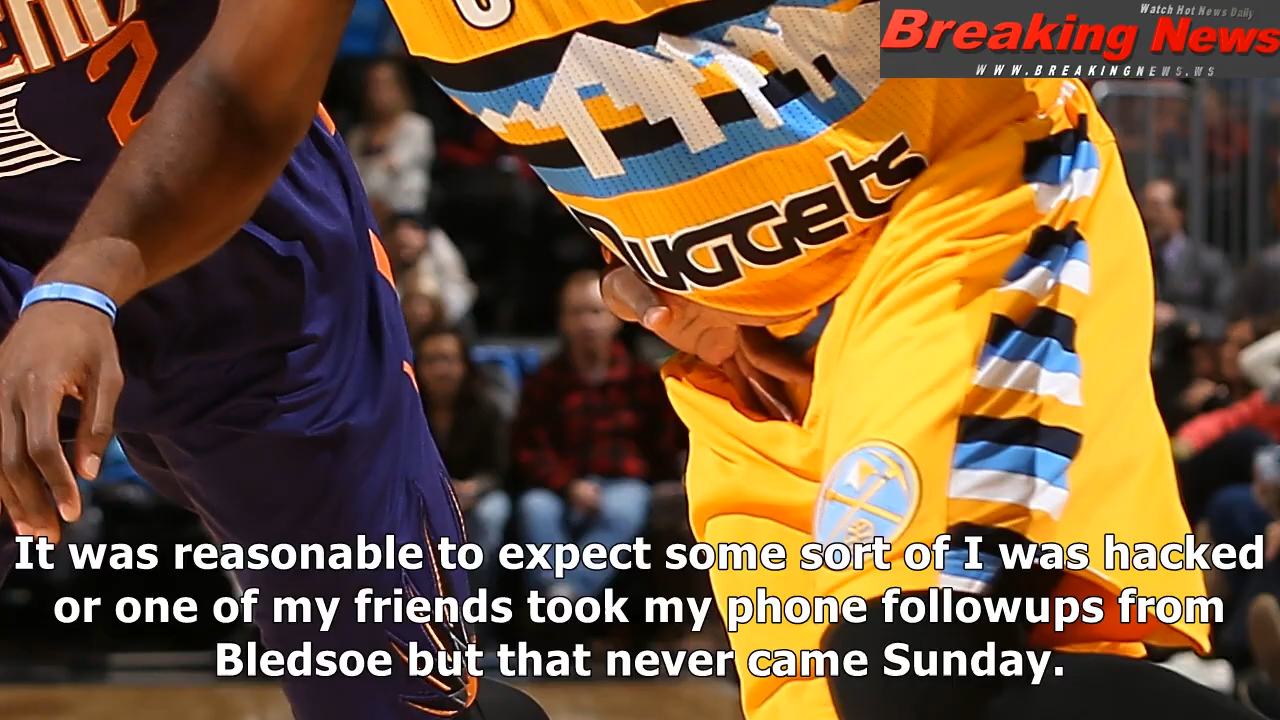 Watch Hot News Daily
Breaking News
WWW.BREAKINGNEWS.WS
2
Nuggets
It was reasonable to expect some sort of I was hacked
or one of my friends took my phone followups from
Bledsoe but that never came Sunday.